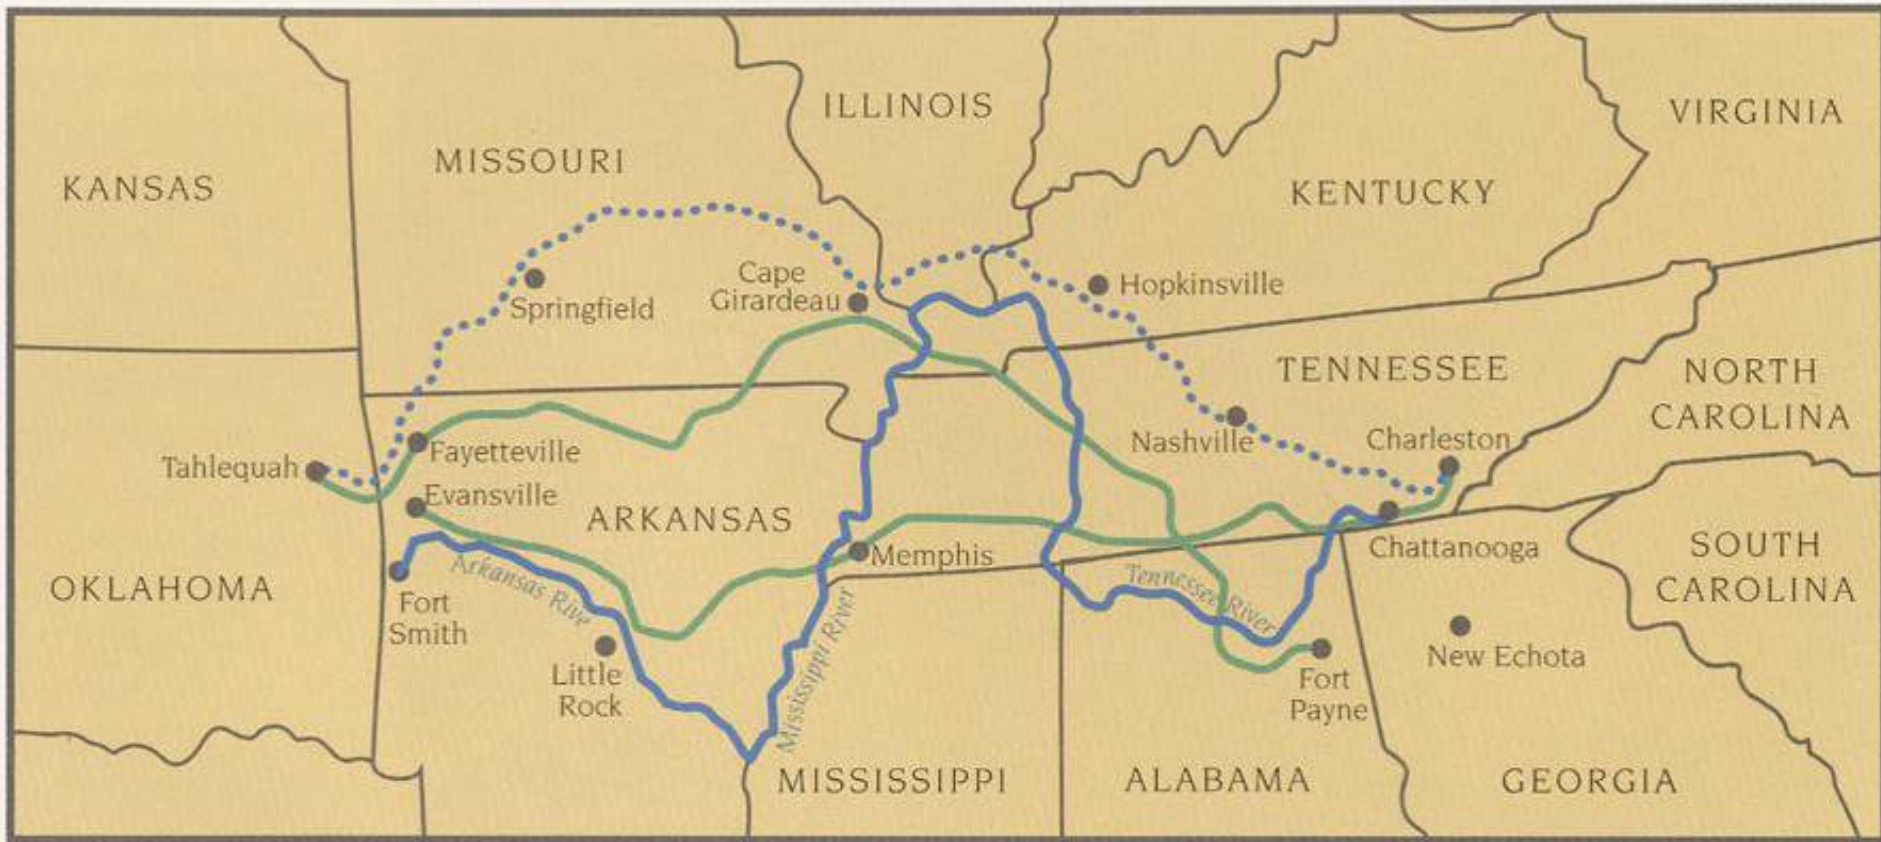 ILLINOIS
VIRGINIA
MISSOURI
KANSAS
KENTUCKY
Cape
Girardeau
Hopkinsville
Springfield
TENNESSEE
NORTH
CAROLINA
Nashville
Charleston
Tahlequah
Fayetteville
Evansville
ARKANSAS
Memphis
Chattanooga
SOUTH
CAROLINA
OKLAHOMA
Arkansas Rive
Tennessee River
Fort
Smith
Mississippi River
Little
Rock
New Echota
Fort
Payne
MISSISSIPPI
ALABAMA
GEORGIA